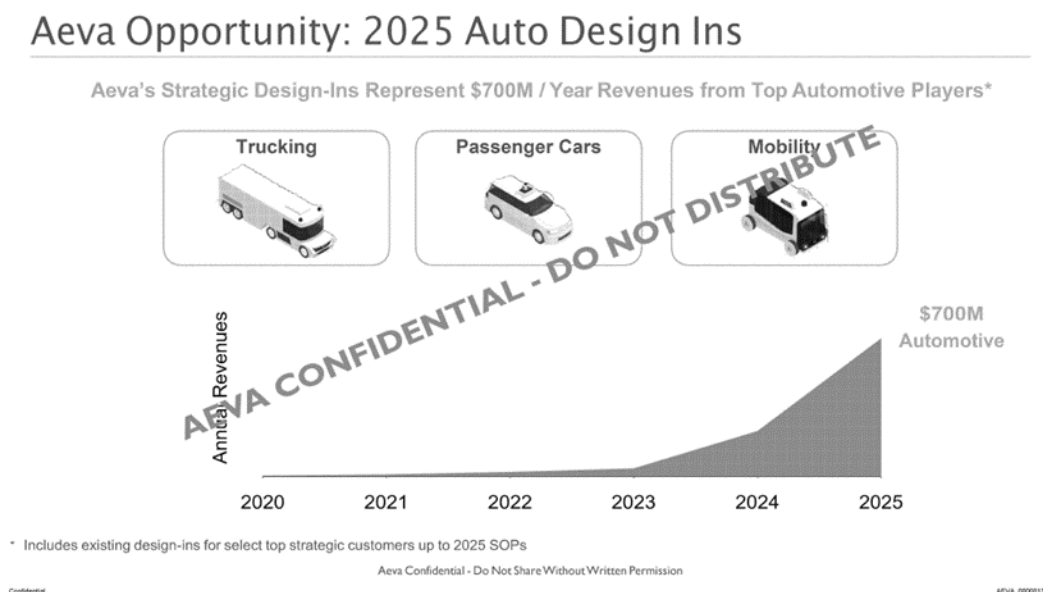 Aeva Opportunity: 2025 Auto Design Ins
Aeva's Strategic Design-Ins Represent $700M / Year Revenues from Top Automotive Players*
Trucking
Passenger Cars
Mobility
AEVA CONFIDENTIAL - DO NOT DISTRIBUTE
Annual Revenues
$700M
Automotive
2020 2021 2022 2023 2024 2025
* Includes existing design-ins for select top strategic customers up to 2025 SOPs
Aeva Confidential - Do Not Share Without Written Permission
Confidential